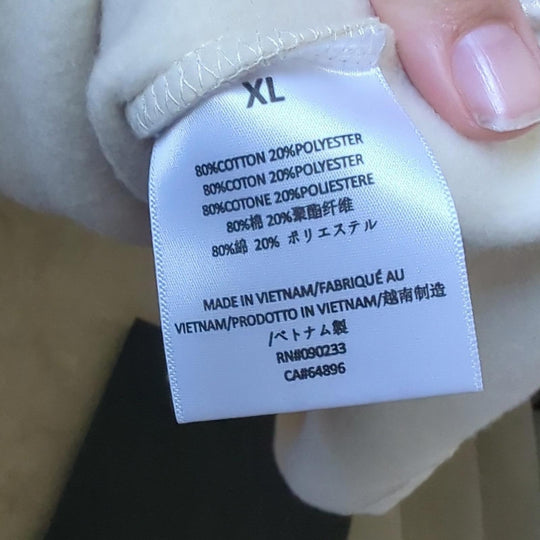 XL
80%COTTON 20%POLYESTER
80%COTON 20%POLYESTER
80%COTONE 20%POLIESTERE
80%棉 20%聚酯纤维
80%綿 20% ポリエステル
MADE IN VIETNAM/FABRIQUÉ AU
VIETNAM/PRODOTTO IN VIETNAM/越南制造
/ベトナム製
RN#090233
CA#64896